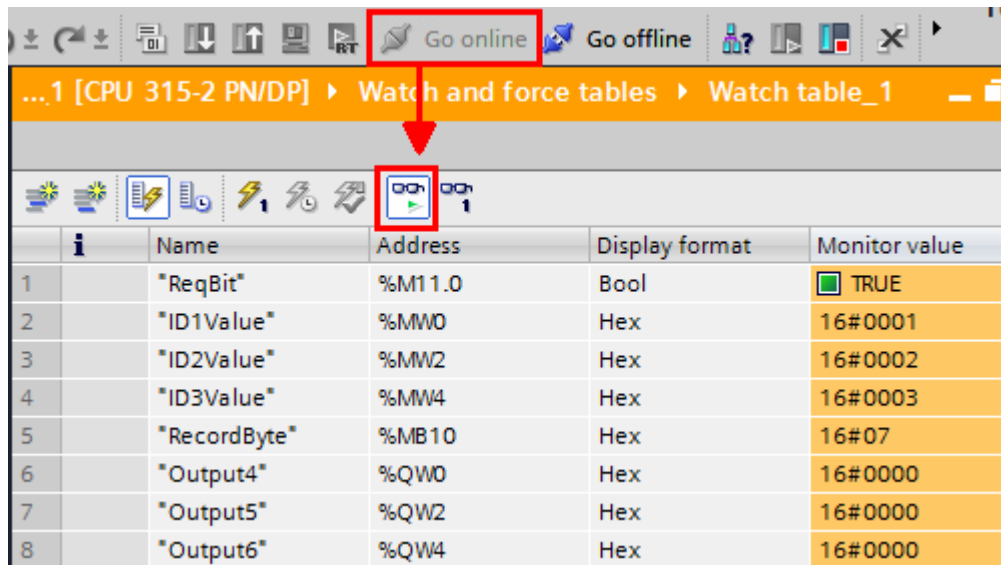 RT Go online Go offline
...1 [CPU 315-2 PN/DP] Watch and force tables Watch table_1
1 1
i Name Address Display format Monitor value
1 "ReqBit" %M11.0 Bool TRUE
2 "ID1Value" %MW0 Hex 16#0001
3 "ID2Value" %MW2 Hex 16#0002
4 "ID3Value" %MW4 Hex 16#0003
5 "RecordByte" %MB10 Hex 16#07
6 "Output4" %QW0 Hex 16#0000
7 "Output5" %QW2 Hex 16#0000
8 "Output6" %QW4 Hex 16#0000